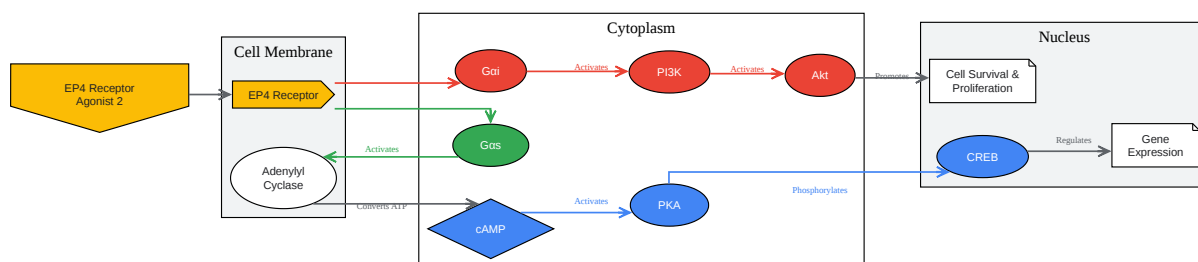 Cell Membrane
Cytoplasm
Nucleus
EP4 Receptor
Agonist 2
EP4 Receptor
Gαi
Activates
PI3K
Activates
Akt
Promotes
Cell Survival &
Proliferation
Gαs
Activates
Adenylyl
Cyclase
Converts ATP
cAMP
Activates
PKA
Phosphorylates
CREB
Regulates
Gene
Expression